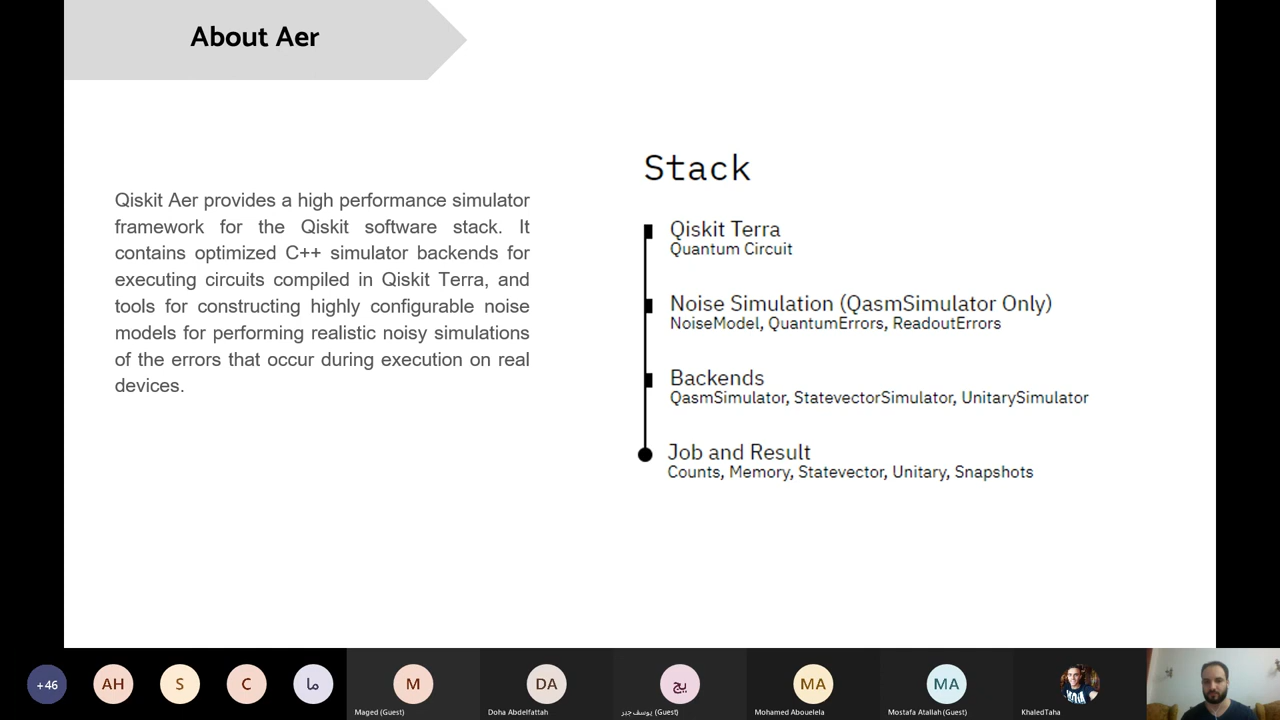 About Aer
Qiskit Aer provides a high performance simulator
framework for the Qiskit software stack. It
contains optimized C++ simulator backends for
executing circuits compiled in Qiskit Terra, and
tools for constructing highly configurable noise
models for performing realistic noisy simulations
of the errors that occur during execution on real
devices.
Stack
Qiskit Terra
Quantum Circuit
Noise Simulation (QasmSimulator Only)
NoiseModel, QuantumErrors, ReadoutErrors
Backends
QasmSimulator, StatevectorSimulator, UnitarySimulator
Job and Result
Counts, Memory, Statevector, Unitary, Snapshots
+46
AH
S
C
ما
M
DA
يج
MA
MA
Maged (Guest)
Doha Abdelfattah
يوسف جبر (Guest)
Mohamed Abouelela
Mostafa Atallah (Guest)
KhaledTaha